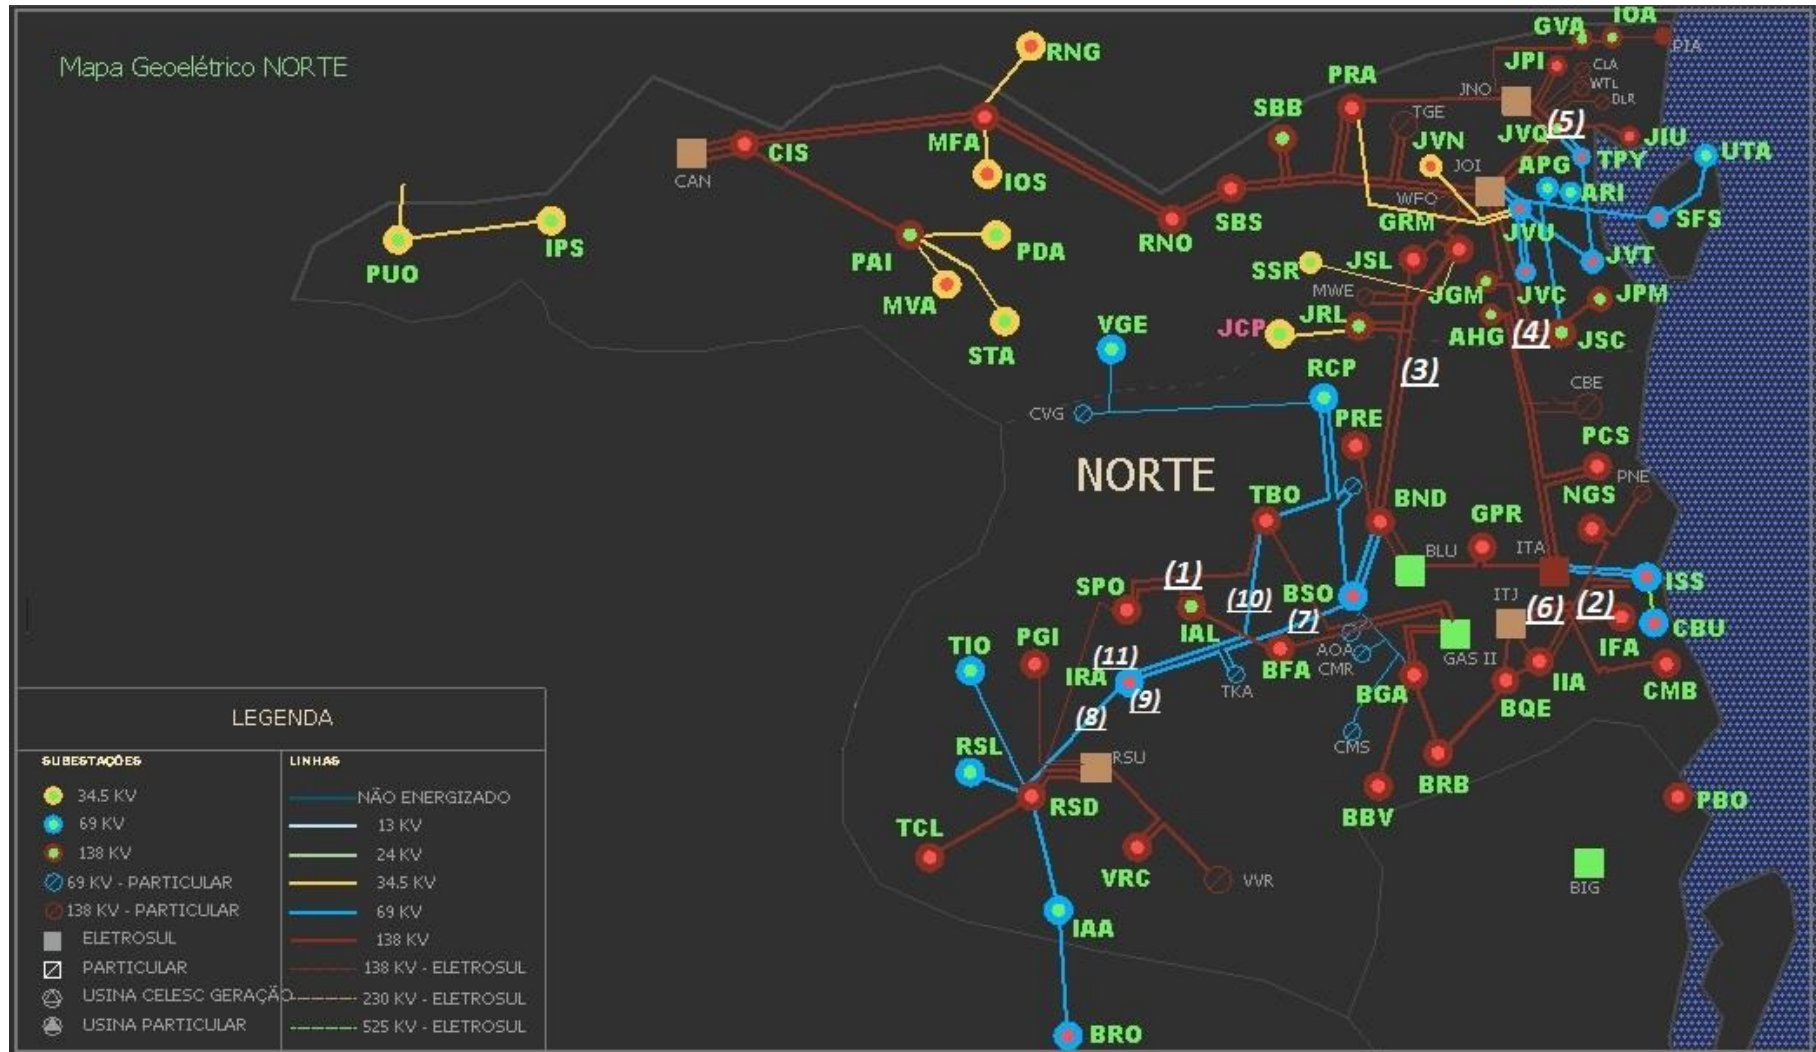 Mapa Geoelétrico NORTE
RNG
IOA
GVA
PIA
JPI
CLA
WTL
DLR
PRA
JNO
TGE
SBB
JVQ
(5)
JIU
MFA
JVN
CIS
CAN
IOS
JOI
APG
TPY
UTA
ARI
WFO
GRM
SBS
RNO
JVU
SFS
IPS
PUO
PAI
PDA
MVA
STA
SSR
JSL
MWE
JGM
JVC
JVT
JPM
JCP
JRL
AHG
(4)
JSC
VGE
RCP
(3)
CBE
CVG
PRE
PCS
NORTE
PNE
TBO
BND
GPR
NGS
BLU
ITA
(1)
SPO
BSO
ISS
ITJ
(10)
(7)
(6)
(2)
IAL
CBU
IFA
PGI
TIO
(11)
IRA
BFA
AOA
CMR
GAS II
IIA
CMB
TKA
(9)
BGA
BQE
(8)
CMS
RSL
RSU
BRB
RSD
BBV
PBO
TCL
VRC
VVR
BIG
IAA
BRO
LEGENDA
SUBESTAÇÕES
LINHAS
34.5 KV
NÃO ENERGIZADO
69 KV
13 KV
138 KV
24 KV
69 KV - PARTICULAR
34.5 KV
138 KV - PARTICULAR
69 KV
ELETROSUL
138 KV
PARTICULAR
138 KV - ELETROSUL
USINA CELESC GERAÇÃO
230 KV - ELETROSUL
USINA PARTICULAR
525 KV - ELETROSUL